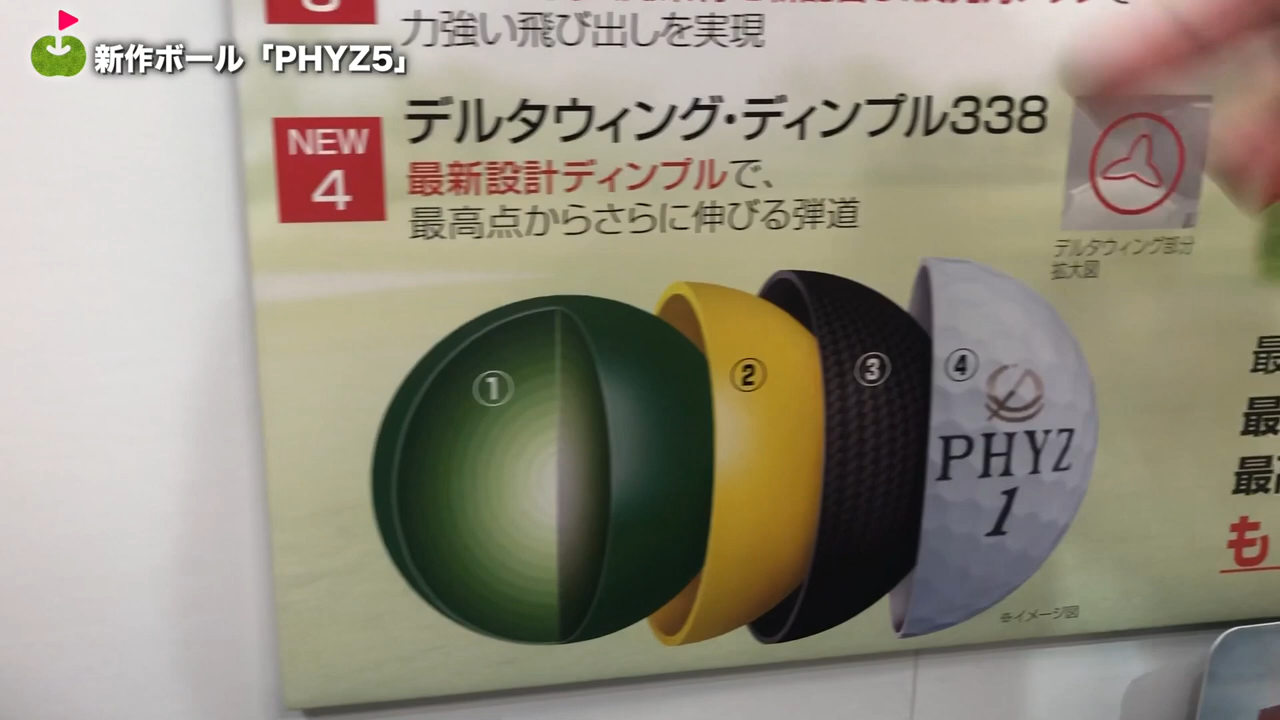 新作ボール「PHYZ5」
力強い飛び出しを実現
NEW
4
デルタウィング・ディンプル338
最新設計ディンプルで、
最高点からさらに伸びる弾道
デルタウィング部分
拡大図
①
②
③
④
PHYZ
1
※イメージ図
最
最
最高
も